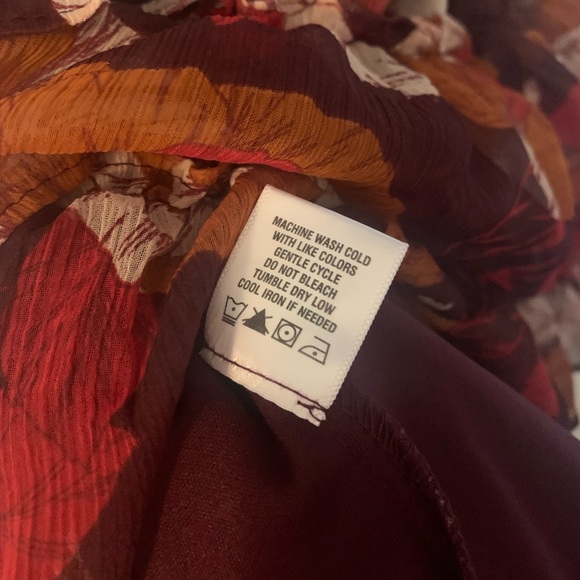 MACHINE WASH COLD
WITH LIKE COLORS
GENTLE CYCLE
DO NOT BLEACH
TUMBLE DRY LOW
COOL IRON IF NEEDED